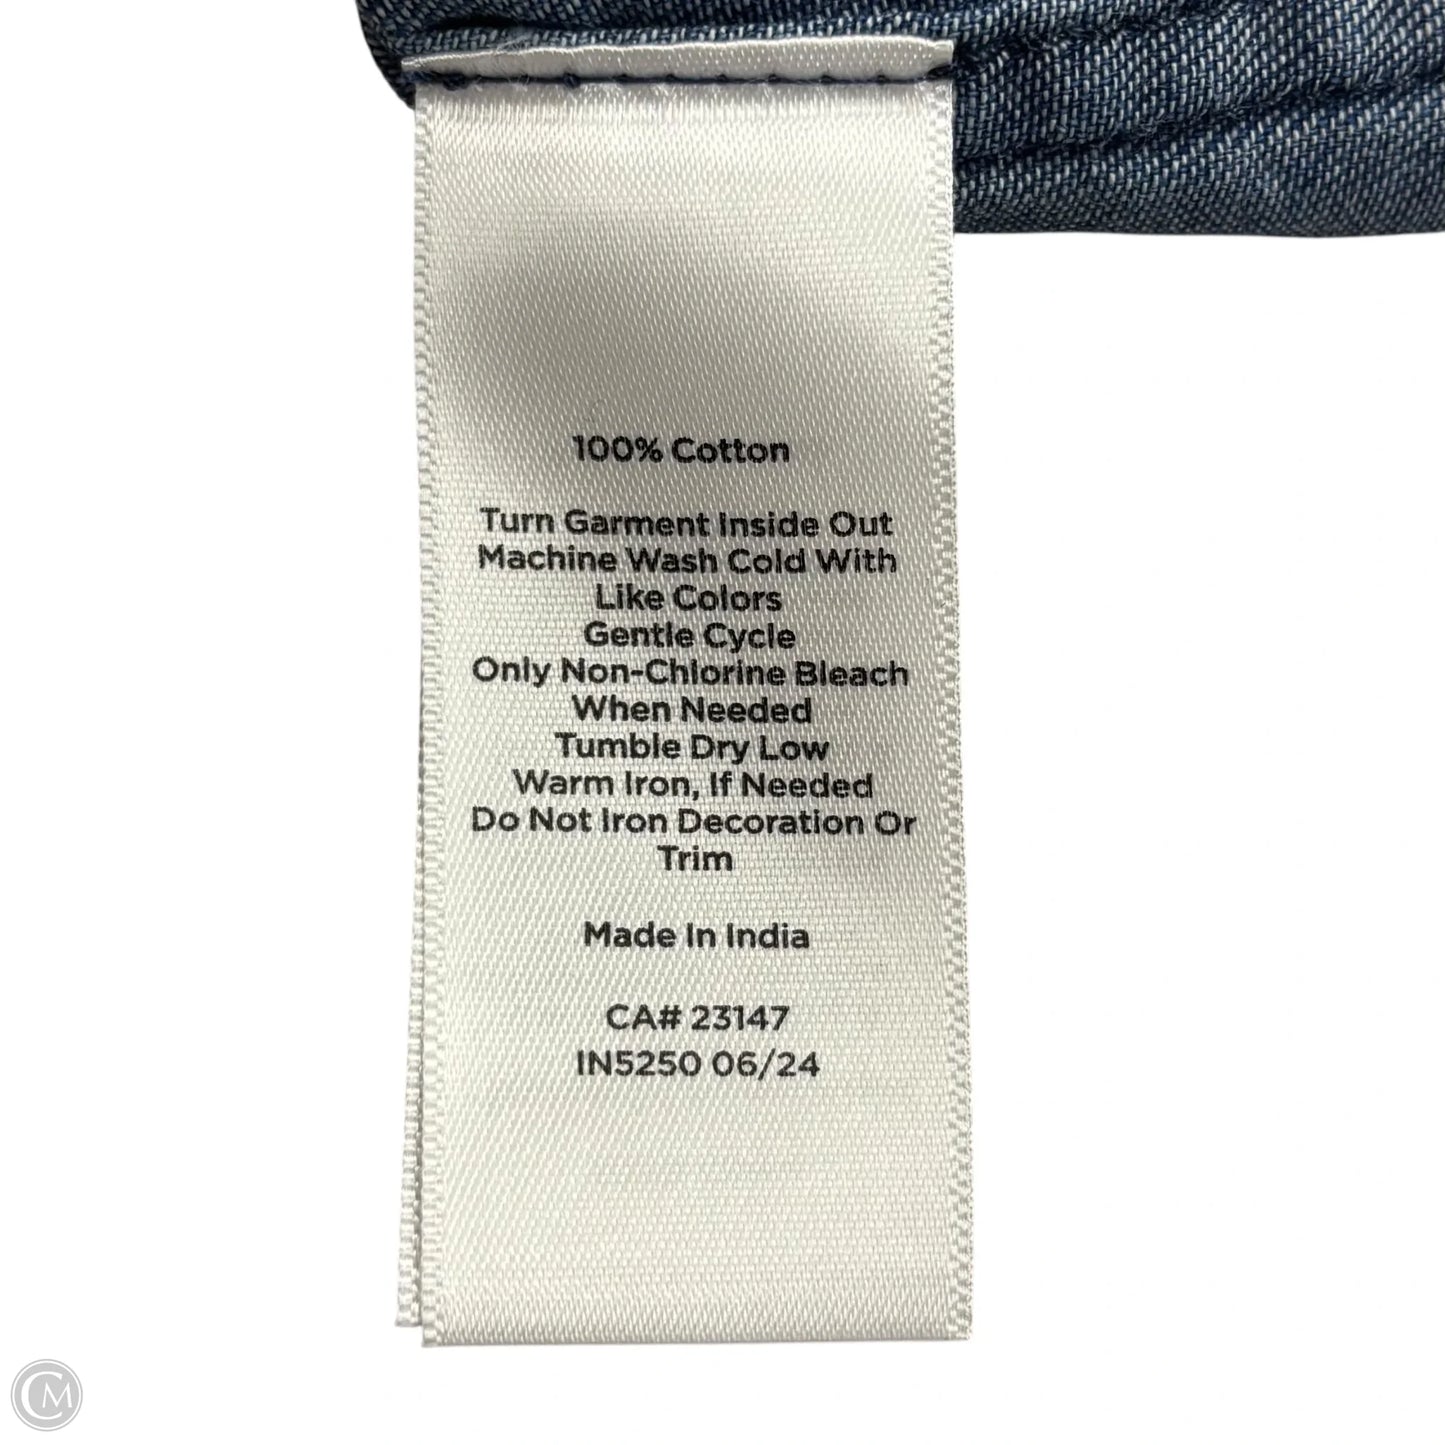 100% Cotton
Turn Garment Inside Out
Machine Wash Cold With
Like Colors
Gentle Cycle
Only Non-Chlorine Bleach
When Needed
Tumble Dry Low
Warm Iron, If Needed
Do Not Iron Decoration Or
Trim
Made In India
CA# 23147
IN5250 06/24
CM